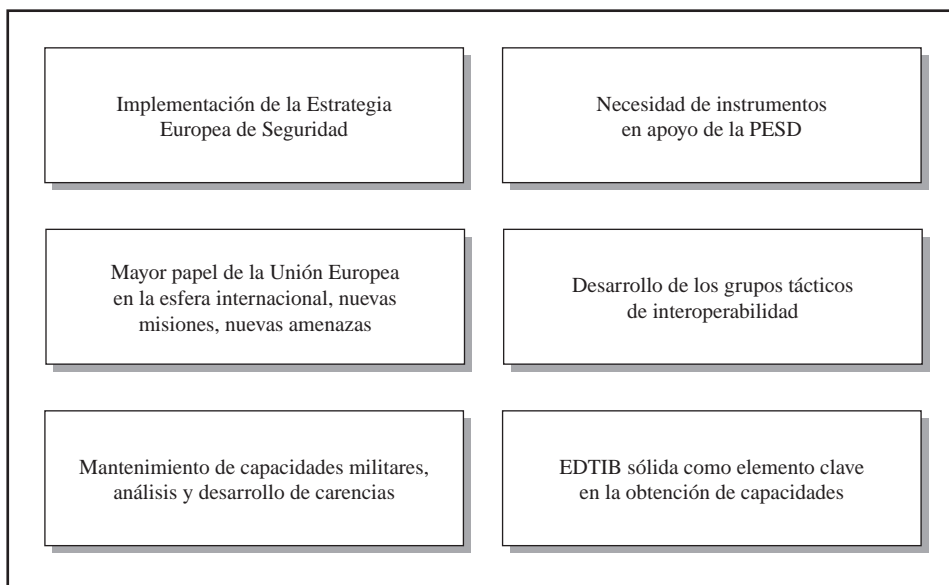 Implementación de la Estrategia
Europea de Seguridad
Necesidad de instrumentos
en apoyo de la PESD
Mayor papel de la Unión Europea
en la esfera internacional, nuevas
misiones, nuevas amenazas
Desarrollo de los grupos tácticos
de interoperabilidad
Mantenimiento de capacidades militares,
análisis y desarrollo de carencias
EDTIB sólida como elemento clave
en la obtención de capacidades